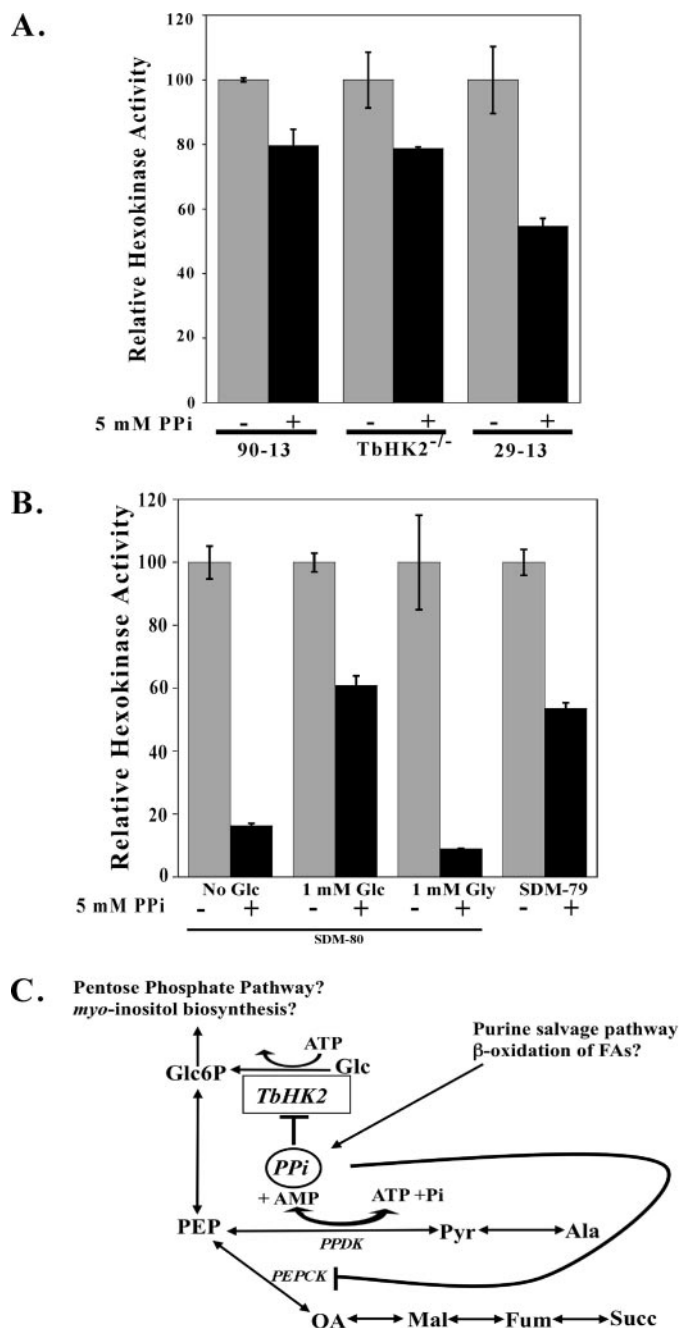 A.
Relative Hexokinase Activity
120
100
80
60
40
20
0
5 mM PPi - + - + - +
90-13 TbHK2-/- 29-13
B.
Relative Hexokinase Activity
120
100
80
60
40
20
0
No Glc 1 mM Glc 1 mM Gly SDM-79
5 mM PPi - + - + - + - +
SDM-80
C.
Pentose Phosphate Pathway?
myo-inositol biosynthesis?
Purine salvage pathway
β-oxidation of FAs?
ATP
Glc6P Glc
TbHK2
PPi
+ AMP ATP +Pi
PEP Pyr Ala
PPDK
PEPCK
OA Mal Fum Succ